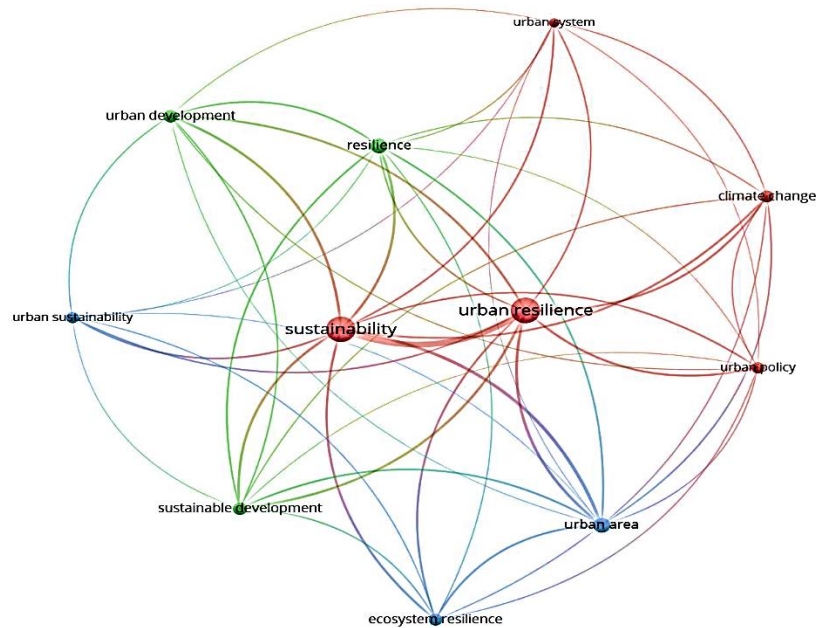 urban system
urban development
resilience
climate change
urban resilience
urban sustainability
sustainability
urban policy
sustainable development
urban area
ecosystem resilience